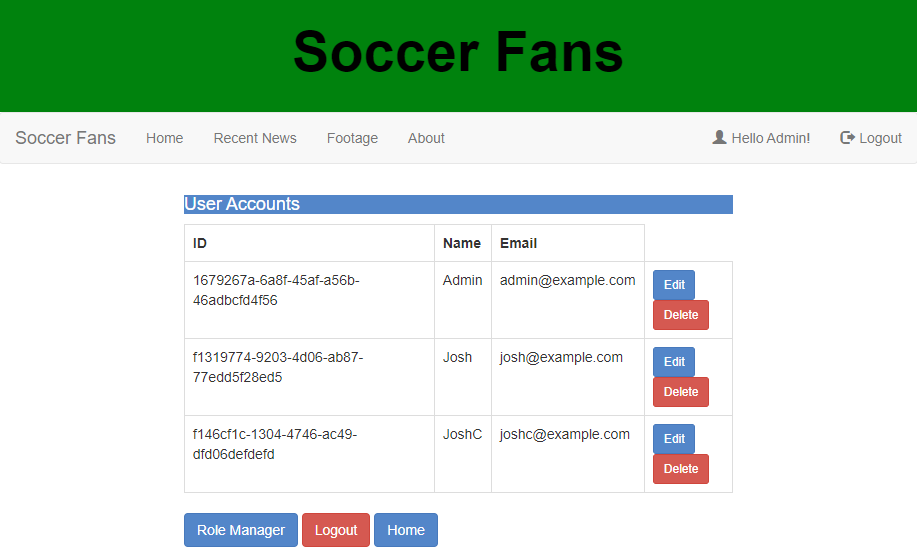 Soccer Fans
Soccer Fans Home Recent News Footage About Hello Admin! Logout
User Accounts
ID Name Email
1679267a-6a8f-45af-a56b- Admin admin@example.com Edit
46adbcfd4f56 Delete
f1319774-9203-4d06-ab87- Josh josh@example.com Edit
77edd5f28ed5 Delete
f146cf1c-1304-4746-ac49- JoshC joshc@example.com Edit
dfd06defdefd Delete
Role Manager Logout Home